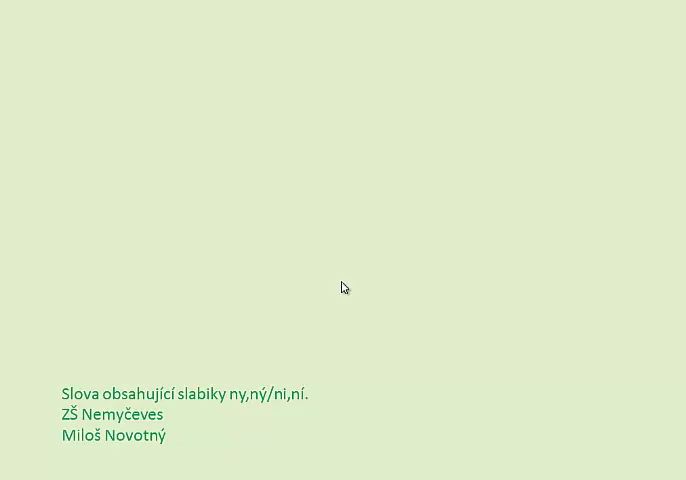 Slova obsahující slabiky ny,ný/ni,ní.
ZŠ Nemyčeves
Miloš Novotný